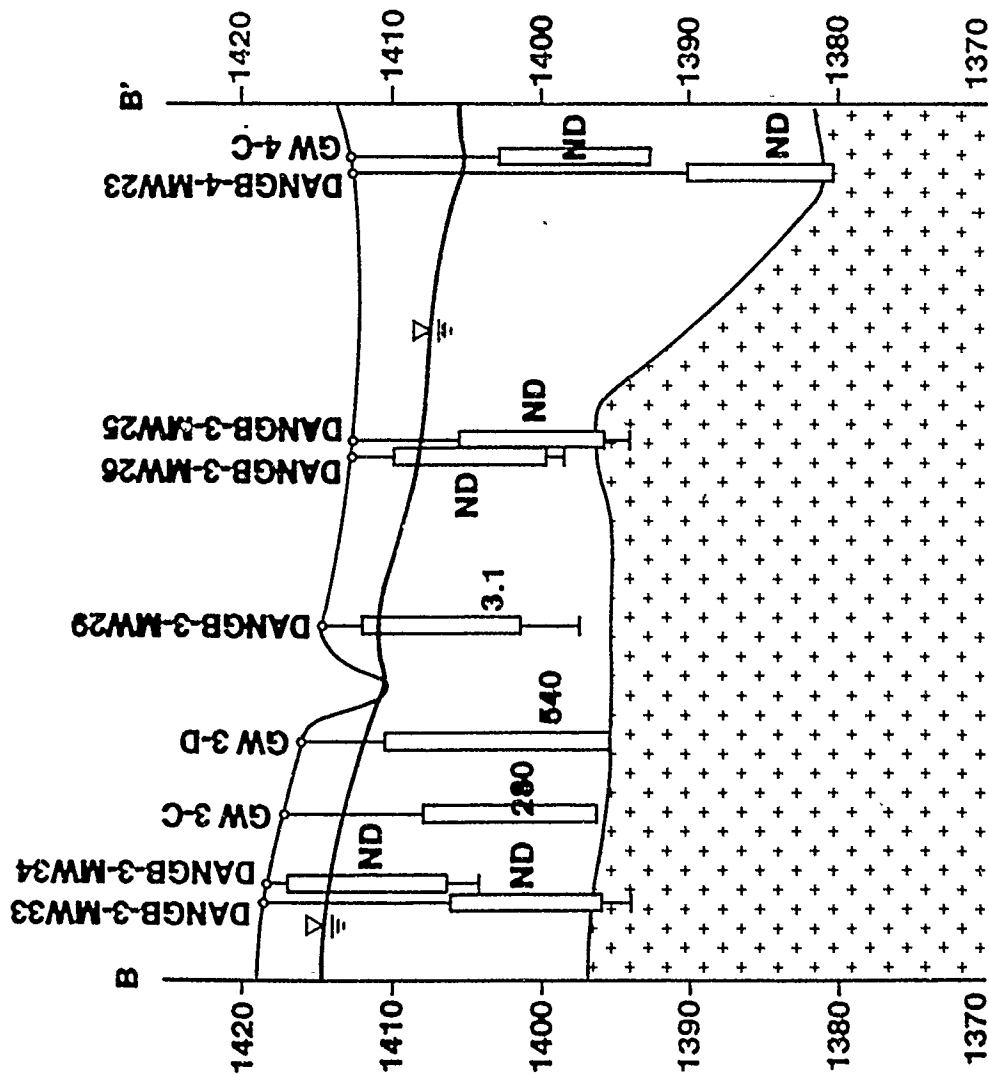 B
B'
DANGB-3-MW33
DANGB-3-MW34
GW 3-C
GW 3-D
DANGB-3-MW29
DANGB-3-MW26
DANGB-3-MW25
DANGB-4-MW23
GW 4-C
1420
1410
1400
1390
1380
1370
1420
1410
1400
1390
1380
1370
ND
ND
280
540
3.1
ND
ND
ND
ND